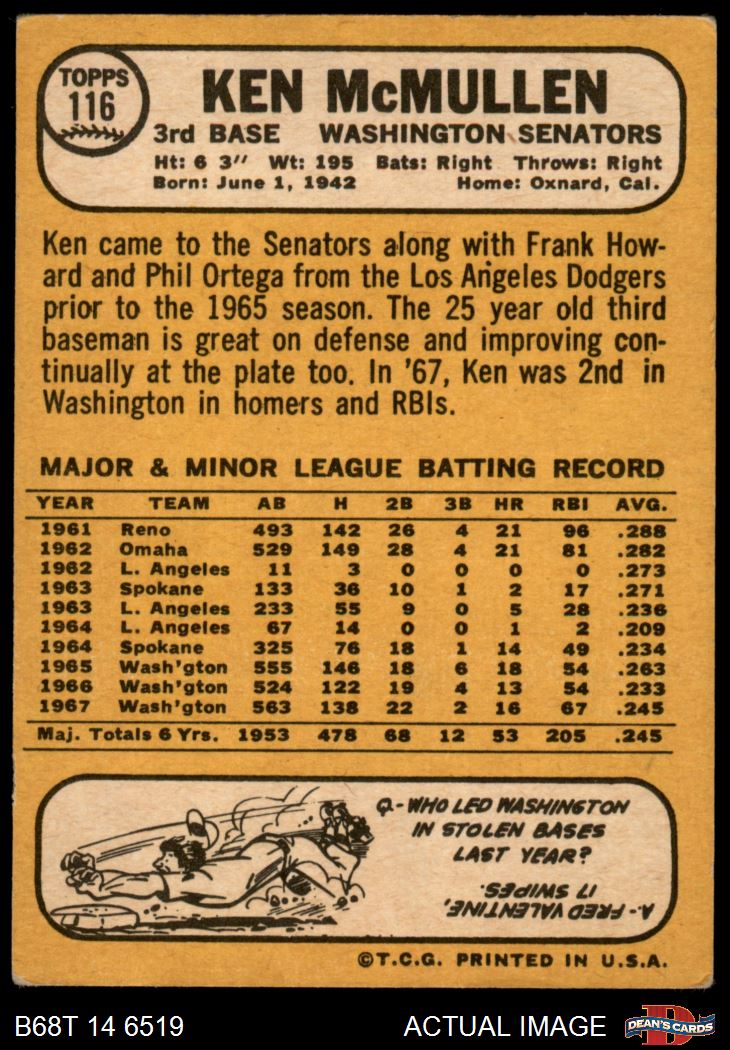 TOPPS
116
KEN McMULLEN
3rd BASE WASHINGTON SENATORS
Ht: 6 3" Wt: 195 Bats: Right Throws: Right
Born: June 1, 1942 Home: Oxnard, Cal.
Ken came to the Senators along with Frank How-
ard and Phil Ortega from the Los Angeles Dodgers
prior to the 1965 season. The 25 year old third
baseman is great on defense and improving con-
tinually at the plate too. In '67, Ken was 2nd in
Washington in homers and RBIs.
MAJOR & MINOR LEAGUE BATTING RECORD
YEAR TEAM AB H 2B 3B HR RBI AVG.
1961 Reno 493 142 26 4 21 96 .288
1962 Omaha 529 149 28 4 21 81 .282
1962 L. Angeles 11 3 0 0 0 0 .273
1963 Spokane 133 36 10 1 2 17 .271
1963 L. Angeles 233 55 9 0 5 28 .236
1964 L. Angeles 67 14 0 0 1 2 .209
1964 Spokane 325 76 18 1 14 49 .234
1965 Wash'gton 555 146 18 6 18 54 .263
1966 Wash'gton 524 122 19 4 13 54 .233
1967 Wash'gton 563 138 22 2 16 67 .245
Maj. Totals 6 Yrs. 1953 478 68 12 53 205 .245
Q-WHO LED WASHINGTON
IN STOLEN BASES
LAST YEAR?
A-FRED VALENTINE,
17 SWIPES.
©T.C.G. PRINTED IN U.S.A.
B68T 14 6519 ACTUAL IMAGE
D
DEAN'S CARDS